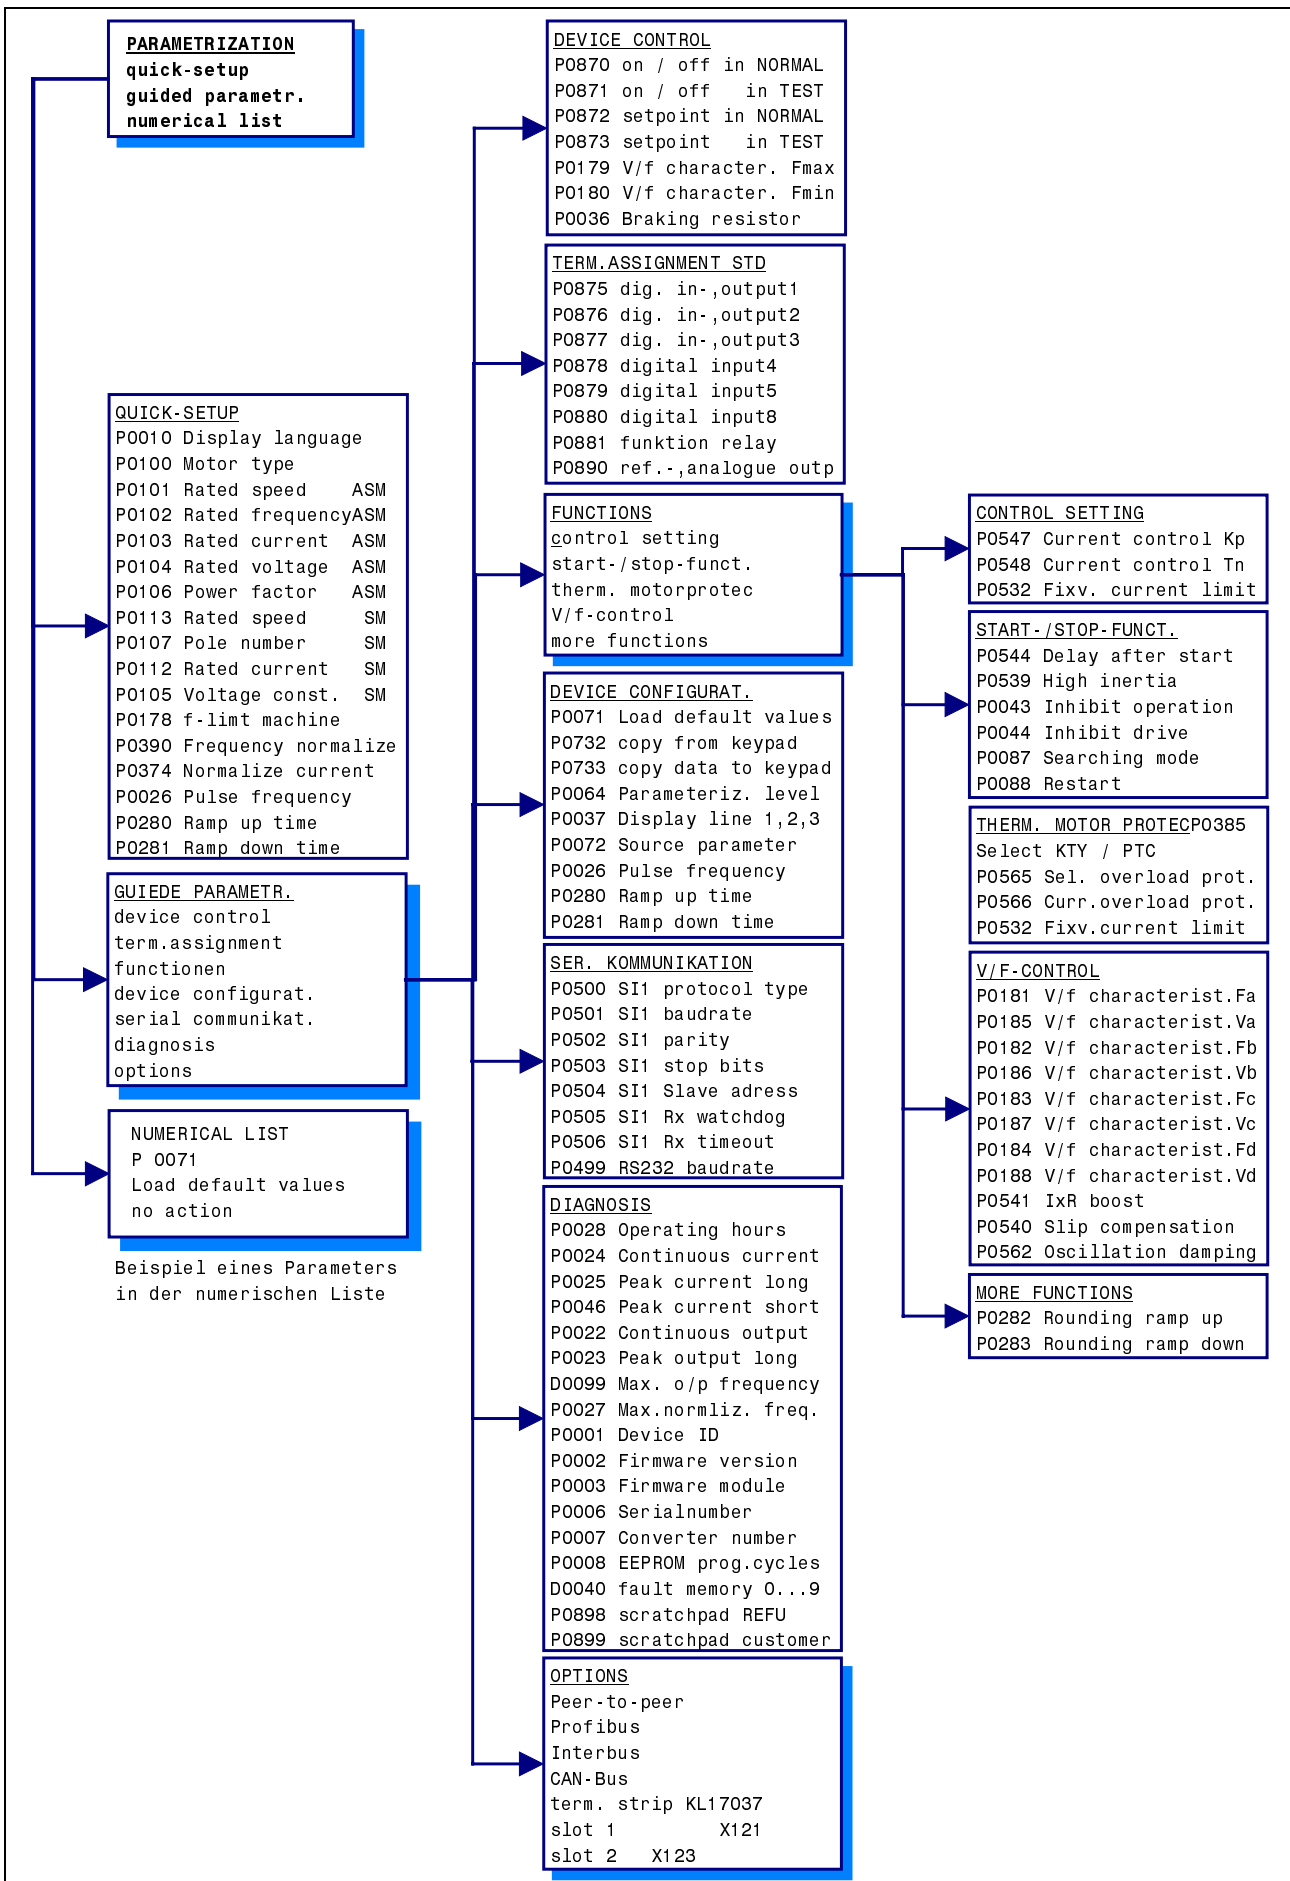 PARAMETRIZATION
quick-setup
guided parametr.
numerical list
QUICK-SETUP
P0010 Display language
P0100 Motor type
P0101 Rated speed    ASM
P0102 Rated frequencyASM
P0103 Rated current  ASM
P0104 Rated voltage  ASM
P0106 Power factor   ASM
P0113 Rated speed     SM
P0107 Pole number     SM
P0112 Rated current   SM
P0105 Voltage const.  SM
P0178 f-limt machine
P0390 Frequency normalize
P0374 Normalize current
P0026 Pulse frequency
P0280 Ramp up time
P0281 Ramp down time
GUIEDE PARAMETR.
device control
term.assignment
functionen
device configurat.
serial communikat.
diagnosis
options
NUMERICAL LIST
P 0071
Load default values
no action
Beispiel eines Parameters
in der numerischen Liste
DEVICE CONTROL
P0870 on / off in NORMAL
P0871 on / off   in TEST
P0872 setpoint in NORMAL
P0873 setpoint   in TEST
P0179 V/f character. Fmax
P0180 V/f character. Fmin
P0036 Braking resistor
TERM.ASSIGNMENT STD
P0875 dig. in-,output1
P0876 dig. in-,output2
P0877 dig. in-,output3
P0878 digital input4
P0879 digital input5
P0880 digital input8
P0881 funktion relay
P0890 ref.-,analogue outp
FUNCTIONS
control setting
start-/stop-funct.
therm. motorprotec
V/f-control
more functions
DEVICE CONFIGURAT.
P0071 Load default values
P0732 copy from keypad
P0733 copy data to keypad
P0064 Parameteriz. level
P0037 Display line 1,2,3
P0072 Source parameter
P0026 Pulse frequency
P0280 Ramp up time
P0281 Ramp down time
SER. KOMMUNIKATION
P0500 SI1 protocol type
P0501 SI1 baudrate
P0502 SI1 parity
P0503 SI1 stop bits
P0504 SI1 Slave adress
P0505 SI1 Rx watchdog
P0506 SI1 Rx timeout
P0499 RS232 baudrate
DIAGNOSIS
P0028 Operating hours
P0024 Continuous current
P0025 Peak current long
P0046 Peak current short
P0022 Continuous output
P0023 Peak output long
D0099 Max. o/p frequency
P0027 Max.normliz. freq.
P0001 Device ID
P0002 Firmware version
P0003 Firmware module
P0006 Serialnumber
P0007 Converter number
P0008 EEPROM prog.cycles
D0040 fault memory 0...9
P0898 scratchpad REFU
P0899 scratchpad customer
OPTIONS
Peer-to-peer
Profibus
Interbus
CAN-Bus
term. strip KL17037
slot 1         X121
slot 2   X123
CONTROL SETTING
P0547 Current control Kp
P0548 Current control Tn
P0532 Fixv. current limit
START-/STOP-FUNCT.
P0544 Delay after start
P0539 High inertia
P0043 Inhibit operation
P0044 Inhibit drive
P0087 Searching mode
P0088 Restart
THERM. MOTOR PROTECP0385
Select KTY / PTC
P0565 Sel. overload prot.
P0566 Curr.overload prot.
P0532 Fixv.current limit
V/F-CONTROL
P0181 V/f characterist.Fa
P0185 V/f characterist.Va
P0182 V/f characterist.Fb
P0186 V/f characterist.Vb
P0183 V/f characterist.Fc
P0187 V/f characterist.Vc
P0184 V/f characterist.Fd
P0188 V/f characterist.Vd
P0541 IxR boost
P0540 Slip compensation
P0562 Oscillation damping
MORE FUNCTIONS
P0282 Rounding ramp up
P0283 Rounding ramp down